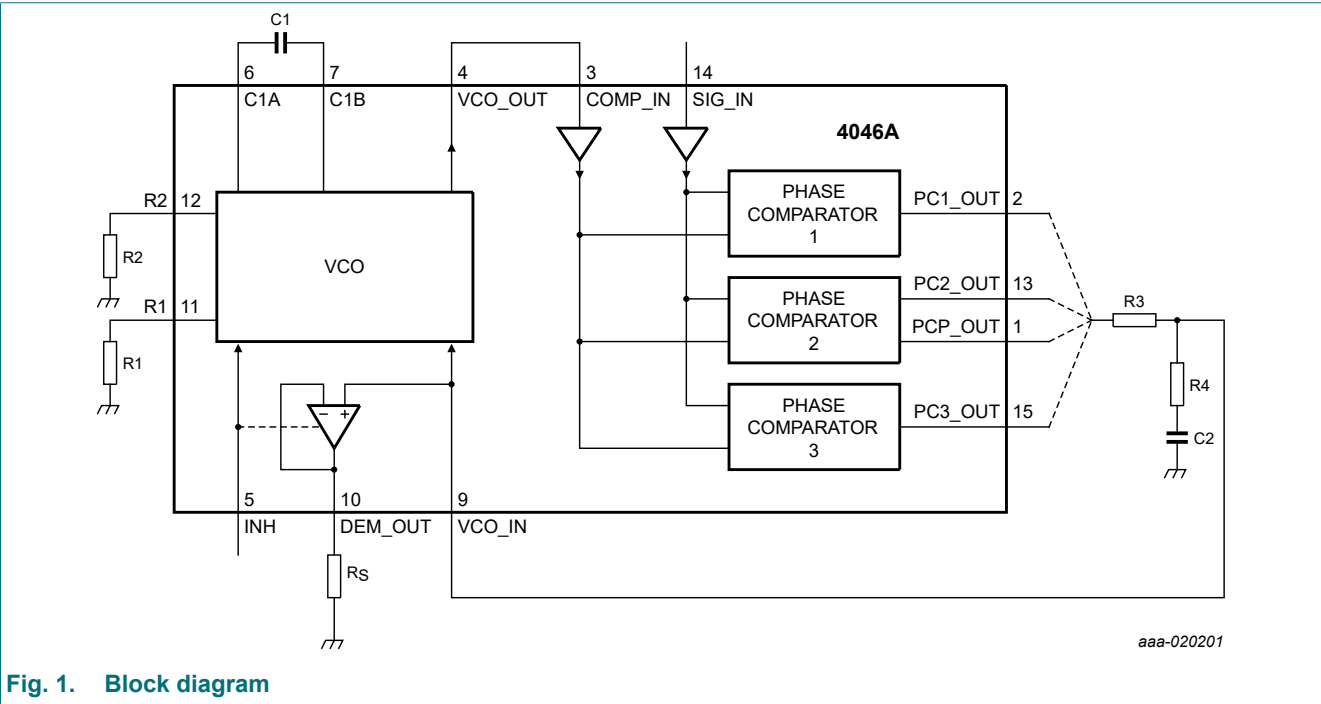 C1
6 7 4 3 14
C1A C1B VCO_OUT COMP_IN SIG_IN
4046A
R2 12
PHASE
COMPARATOR
1
PC1_OUT 2
R2
VCO
R1 11
PHASE
COMPARATOR
2
PC2_OUT 13
PCP_OUT 1
R3
R1
R4
PHASE
COMPARATOR
3
PC3_OUT 15
C2
− +
5 10 9
INH DEM_OUT VCO_IN
RS
aaa-020201
Fig. 1. Block diagram